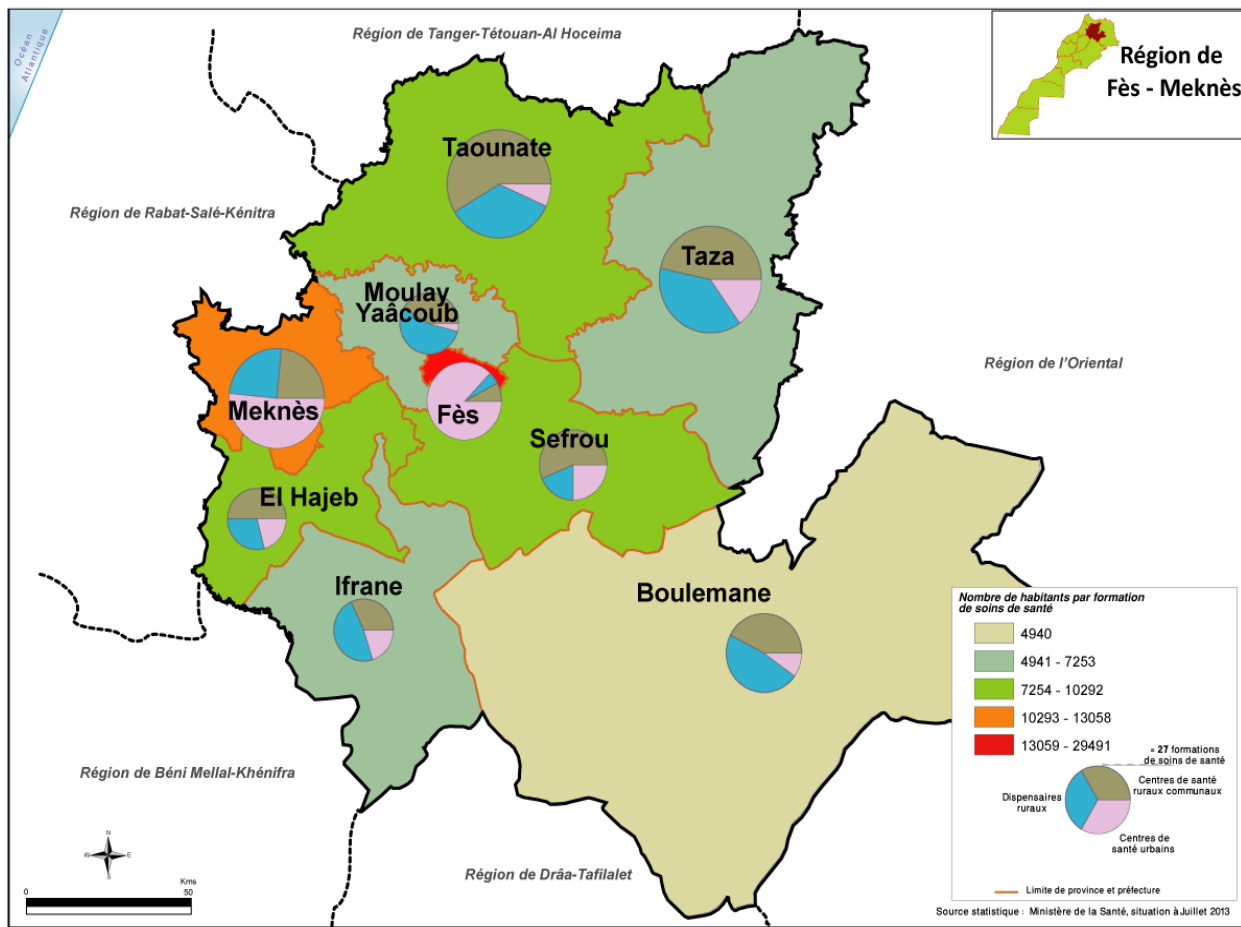 Océan
Atlantique
Région de Tanger-Tétouan-Al Hoceima
Région de
Fès - Meknès
Taounate
Région de Rabat-Salé-Kénitra
Taza
Moulay
Yaâcoub
Région de l'Oriental
Meknès
Fès
Sefrou
El Hajeb
Ifrane
Boulemane
Nombre de habitants par formation
de soins de santé
4940
4941 - 7253
7254 - 10292
10293 - 13058
13059 - 29491
= 27 formations
de soins de santé
Centres de santé
ruraux communaux
Dispensaires
ruraux
Centres de
santé urbains
Région de Béni Mellal-Khénifra
N
W E
S
Kms
0 50
Région de Drâa-Tafilalet
Limite de province et préfecture
Source statistique : Ministère de la Santé, situation à Juillet 2013